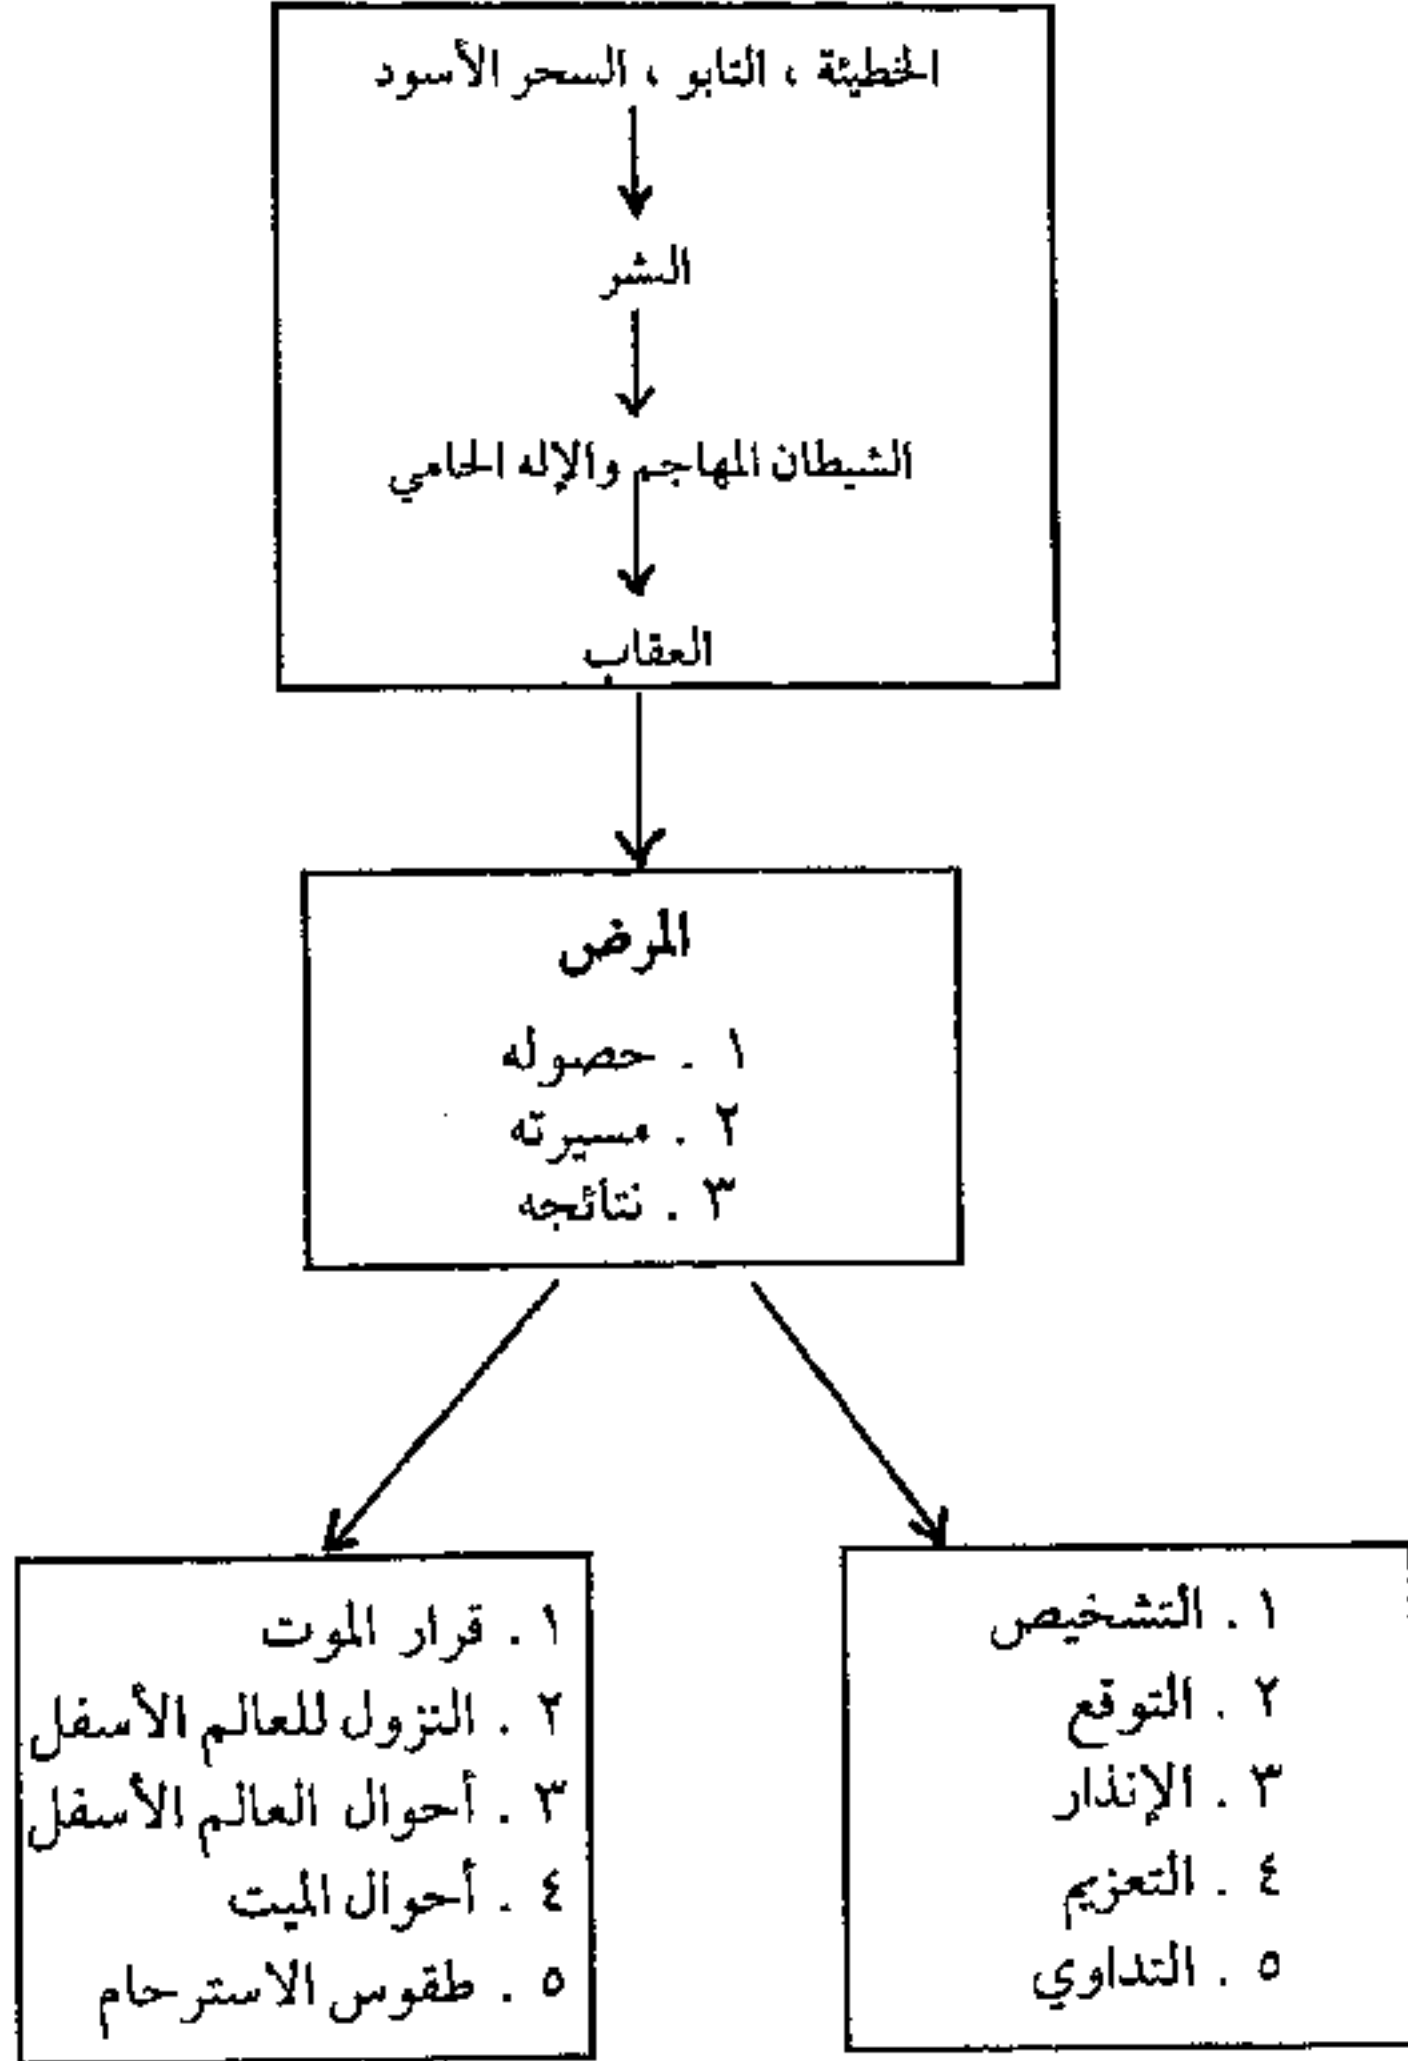 الخطيئة ، التابو ، السحر الأسود
الشر
الشيطان المهاجم والإله الحامي
العقاب
المرض
١ . حصوله
٢ . مسيرته
٣ . نتائجه
١ . التشخيص
٢ . التوقع
٣ . الإنذار
٤ . التعزيم
٥ . التداوي
١ . قرار الموت
٢ . النزول للعالم الأسفل
٣ . أحوال العالم الأسفل
٤ . أحوال الميت
٥ . طقوس الاسترحام